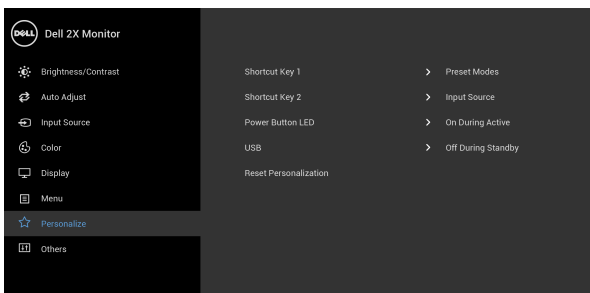 DELL Dell 2X Monitor
Brightness/Contrast
Auto Adjust
Input Source
Color
Display
Menu
Personalize
Others
Shortcut Key 1 > Preset Modes
Shortcut Key 2 > Input Source
Power Button LED > On During Active
USB > Off During Standby
Reset Personalization